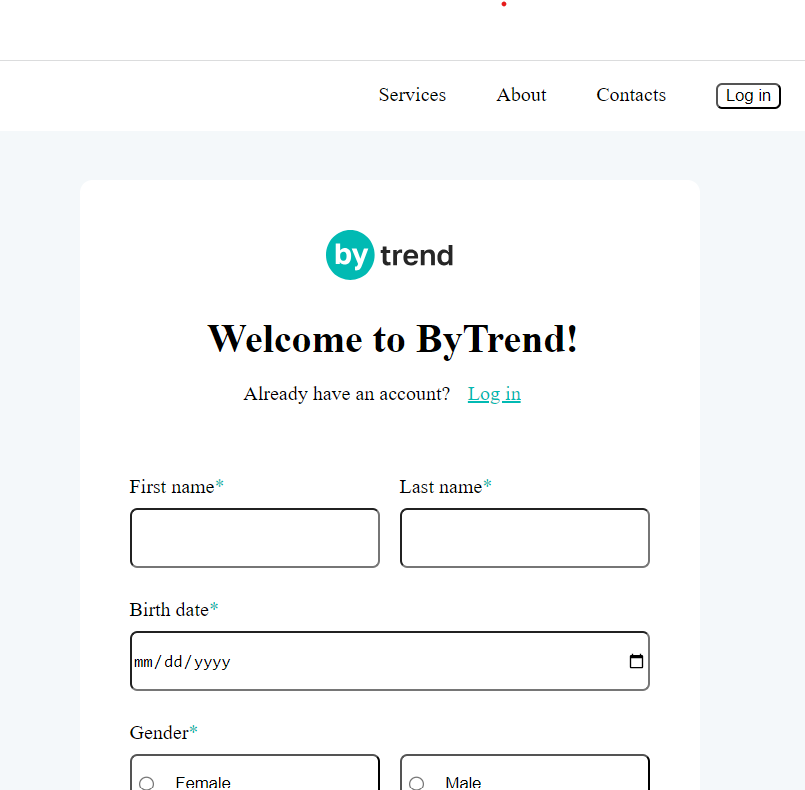 Services About Contacts Log in
by trend
Welcome to ByTrend!
Already have an account? Log in
First name* Last name*
Birth date*
mm/dd/yyyy
Gender*
Female Male